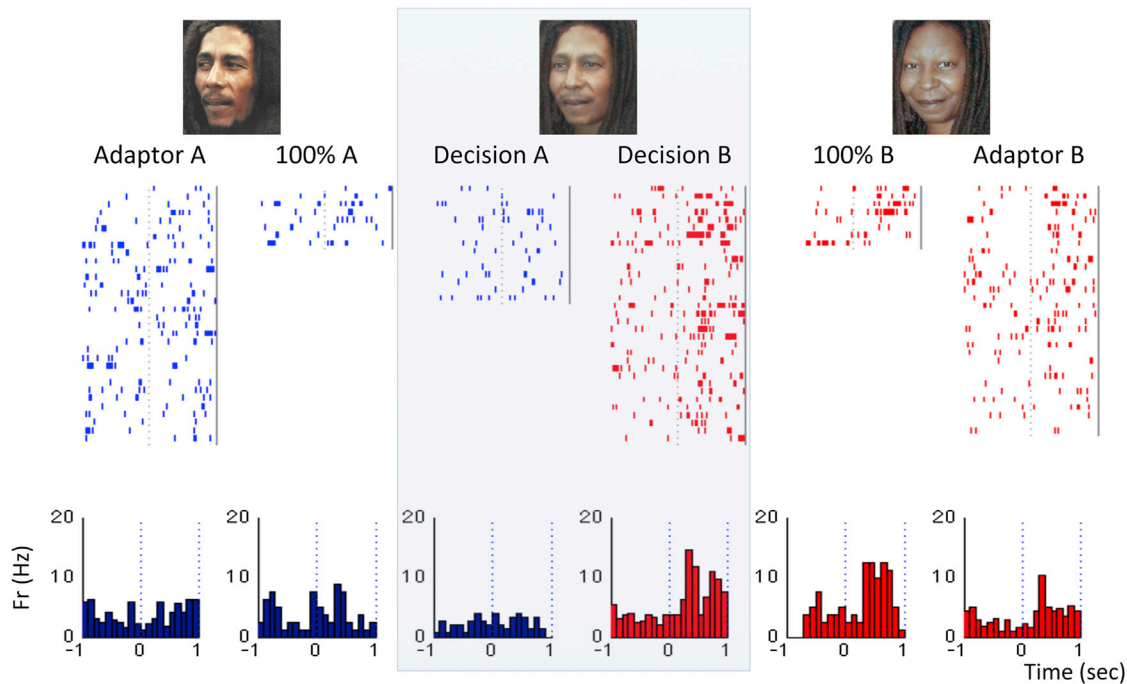 Adaptor A 100% A Decision A Decision B 100% B Adaptor B
20 20 20 20 20 20
10 10 10 10 10 10
0 0 0 0 0 0
-1 0 1 -1 0 1 -1 0 1 -1 0 1 -1 0 1 -1 0 1
Fr (Hz)
Time (sec)